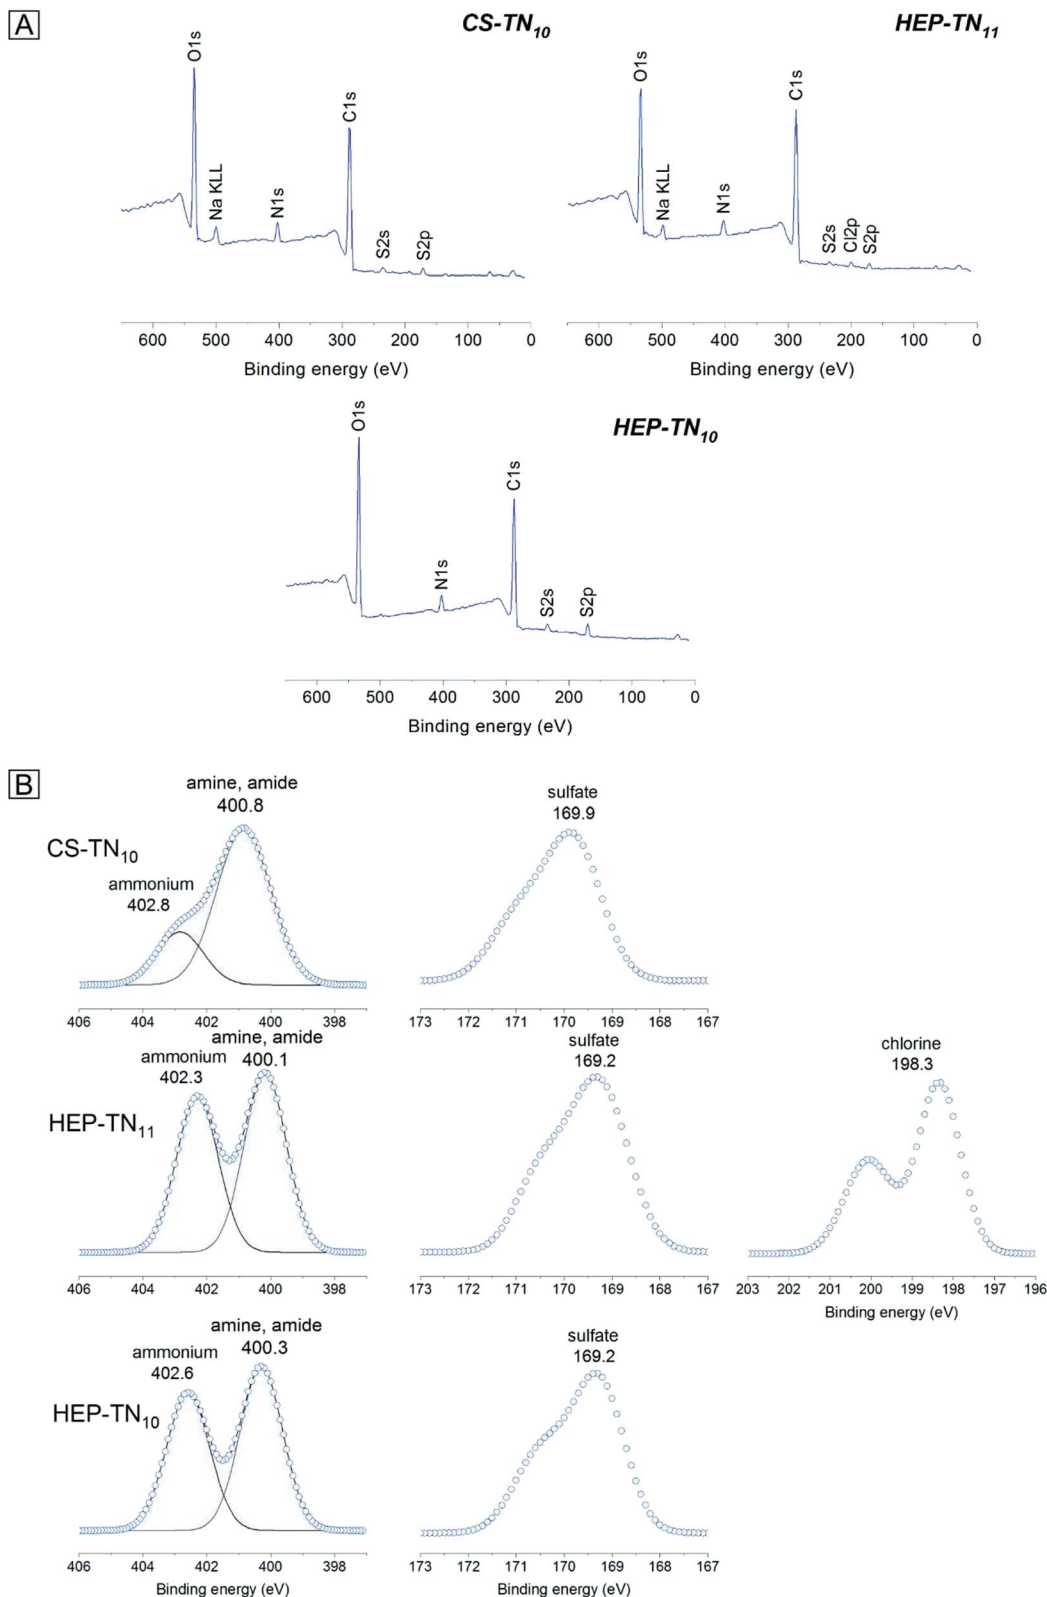 A
CS-TN10
O1s
Na KLL
N1s
C1s
S2s
S2p
600 500 400 300 200 100 0
Binding energy (eV)
HEP-TN11
O1s
Na KLL
N1s
C1s
S2s
Cl2p
S2p
600 500 400 300 200 100 0
Binding energy (eV)
HEP-TN10
O1s
N1s
C1s
S2s
S2p
600 500 400 300 200 100 0
Binding energy (eV)
B
CS-TN10
amine, amide
400.8
ammonium
402.8
406 404 402 400 398
sulfate
169.9
173 172 171 170 169 168 167
HEP-TN11
amine, amide
400.1
ammonium
402.3
406 404 402 400 398
sulfate
169.2
173 172 171 170 169 168 167
chlorine
198.3
203 202 201 200 199 198 197 196
Binding energy (eV)
HEP-TN10
amine, amide
400.3
ammonium
402.6
406 404 402 400 398
Binding energy (eV)
sulfate
169.2
173 172 171 170 169 168 167
Binding energy (eV)